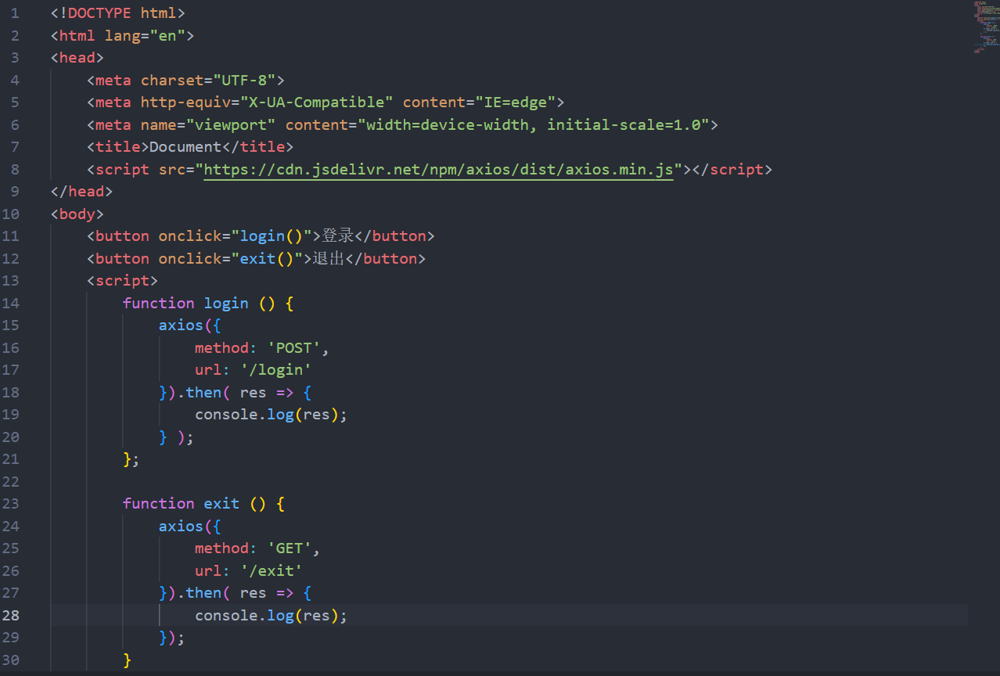 1 <!DOCTYPE html>
2 <html lang="en">
3 <head>
4     <meta charset="UTF-8">
5     <meta http-equiv="X-UA-Compatible" content="IE=edge">
6     <meta name="viewport" content="width=device-width, initial-scale=1.0">
7     <title>Document</title>
8     <script src="https://cdn.jsdelivr.net/npm/axios/dist/axios.min.js"></script>
9 </head>
10 <body>
11     <button onclick="login()">登录</button>
12     <button onclick="exit()">退出</button>
13     <script>
14         function login () {
15             axios({
16                 method: 'POST',
17                 url: '/login'
18             }).then( res => {
19                 console.log(res);
20             } );
21         };
22
23         function exit () {
24             axios({
25                 method: 'GET',
26                 url: '/exit'
27             }).then( res => {
28                 console.log(res);
29             });
30         }